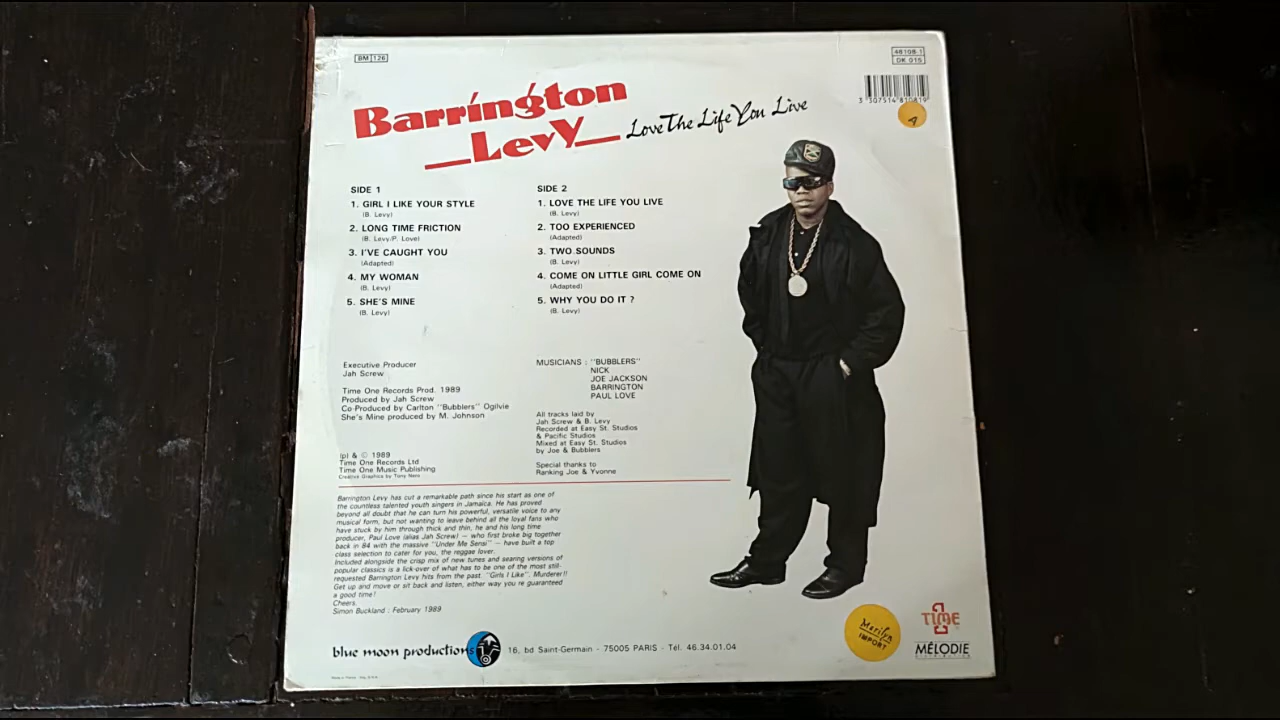 BM 126
48108-1
DK 015
3 307514 810819
Barrington
Levy
Love The Life You Live
SIDE 1
1. GIRL I LIKE YOUR STYLE
(B. Levy)
2. LONG TIME FRICTION
(B. Levy/P. Love)
3. I'VE CAUGHT YOU
(Adapted)
4. MY WOMAN
(B. Levy)
5. SHE'S MINE
(B. Levy)
SIDE 2
1. LOVE THE LIFE YOU LIVE
(B. Levy)
2. TOO EXPERIENCED
(Adapted)
3. TWO SOUNDS
(B. Levy)
4. COME ON LITTLE GIRL COME ON
(Adapted)
5. WHY YOU DO IT ?
(B. Levy)
Executive Producer
Jah Screw
Time One Records Prod. 1989
Produced by Jah Screw
Co-Produced by Carlton "Bubblers" Ogilvie
She's Mine produced by M. Johnson
(p) & © 1989
Time One Records Ltd
Time One Music Publishing
Creative Graphics by Tony
MUSICIANS : "BUBBLERS"
NICK
JOE JACKSON
BARRINGTON
PAUL LOVE
All tracks laid by
Jah Screw & B. Levy
Recorded at Easy St. Studios
& Pacific Studios
Mixed at Easy St. Studios
by Joe & Bubblers
Special thanks to
Ranking Joe & Yvonne
Barrington Levy has cut a remarkable path since his start as one of
the countless talented youth singers in Jamaica. He has proved
beyond all doubt that he can turn his powerful, versatile voice to any
musical form, but not wanting to leave behind all the loyal fans who
have stuck by him through thick and thin, he and his long time
producer, Paul Love (alias Jah Screw) — who first broke big together
back in 84 with the massive "Under Me Sensi" — have built a top
class selection to cater for you, the reggae lover.
Included alongside the crisp mix of new tunes and searing versions of
popular classics is a lick-over of what has to be one of the most still-
requested Barrington Levy hits from the past. "Girls I Like". Murderer!!
Get up and move or sit back and listen, either way you re guaranteed
a good time!
Cheers.
Simon Buckland : February 1989
blue moon productions
16, bd Saint-Germain - 75005 PARIS - Tél. 46.34.01.04
Marilyn
IMPORT
TIME
MÉLODIE
DISTRIBUTION